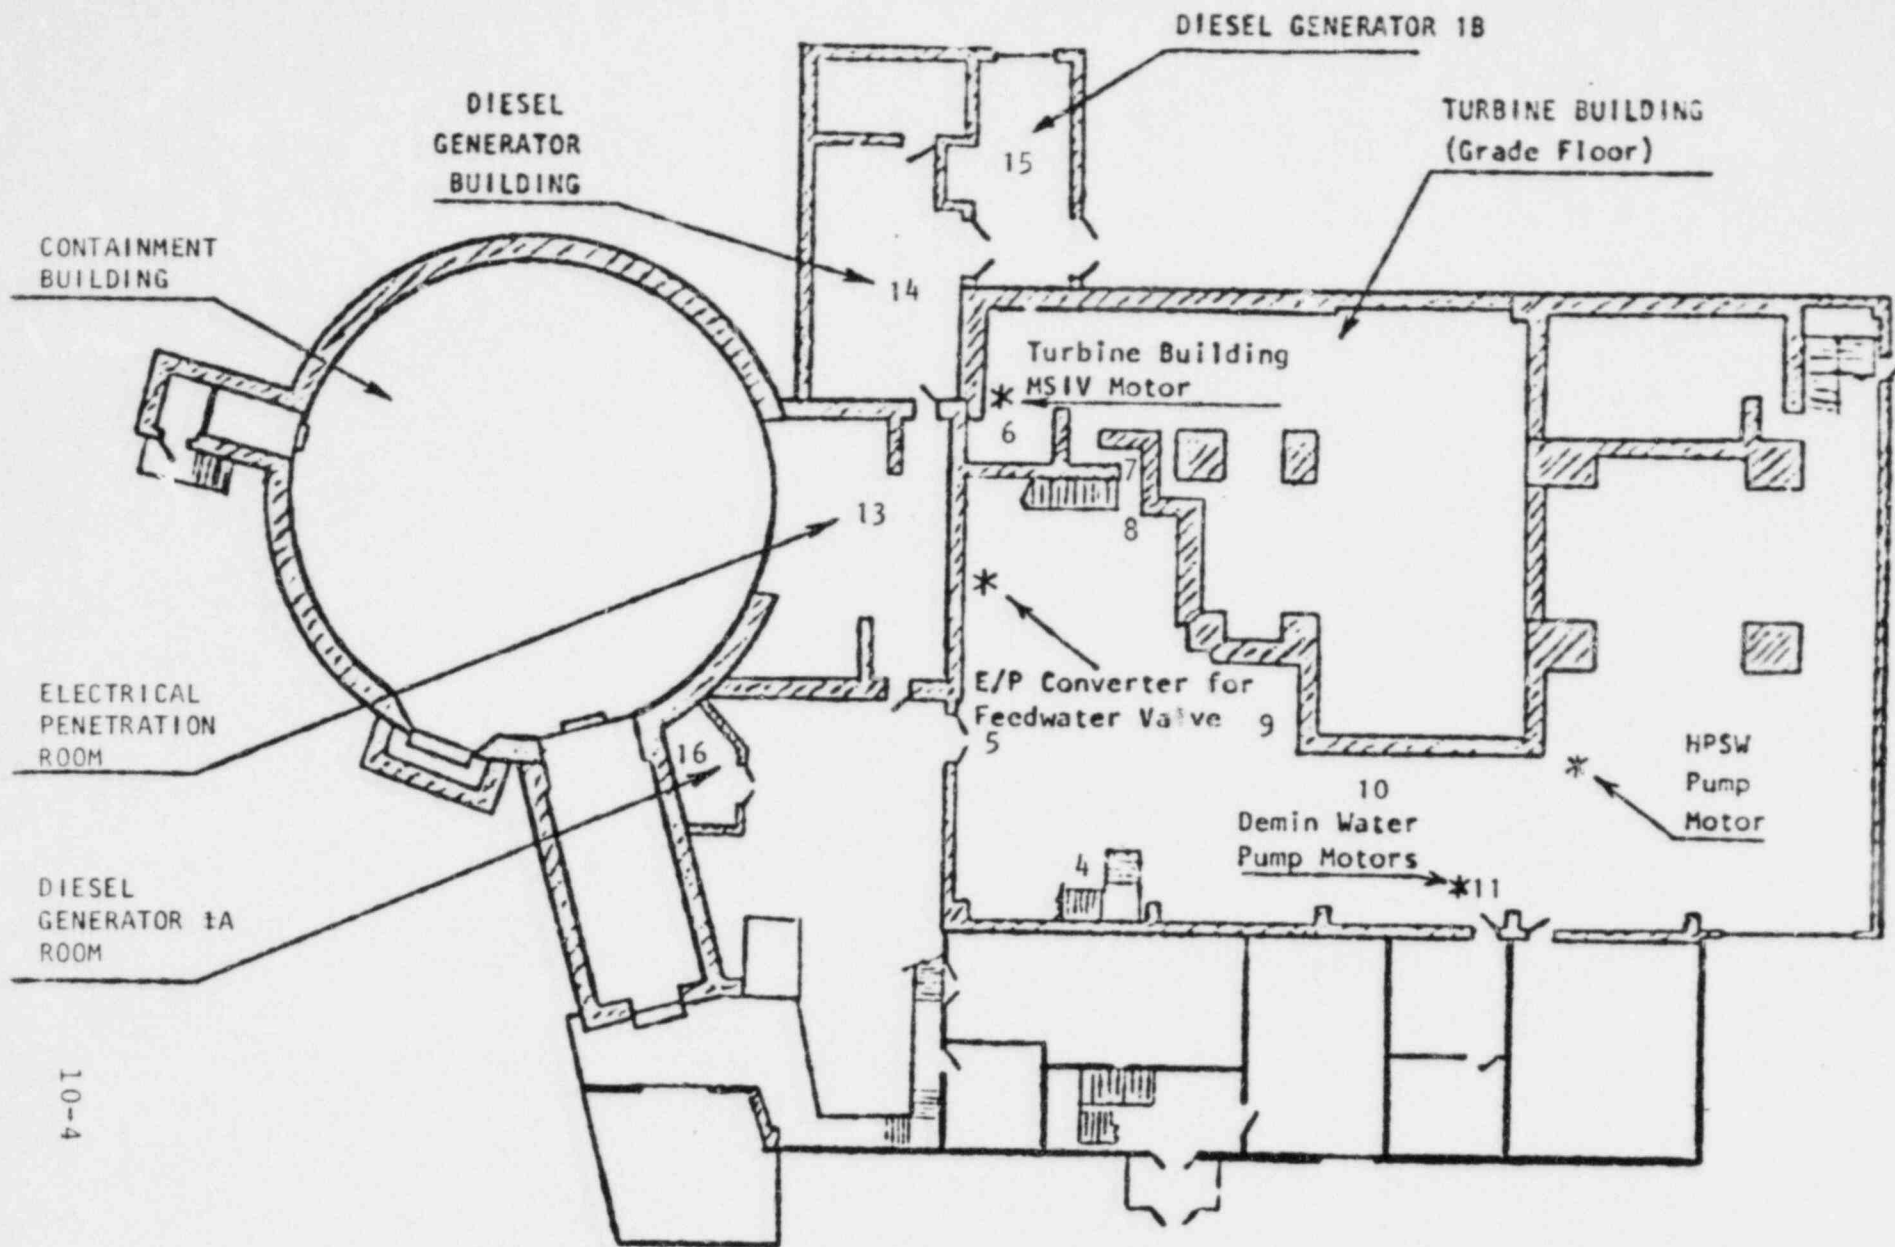 DIESEL GENERATOR 1B
DIESEL
GENERATOR
BUILDING
TURBINE BUILDING
(Grade Floor)
15
CONTAINMENT
BUILDING
14
Turbine Building
MSIV Motor
*
6
7
13
8
*
ELECTRICAL
PENETRATION
ROOM
E/P Converter for
Feedwater Valve
9
5
16
HPSW
Pump
Motor
*
10
Demin Water
Pump Motors
*11
4
DIESEL
GENERATOR 1A
ROOM
10-4